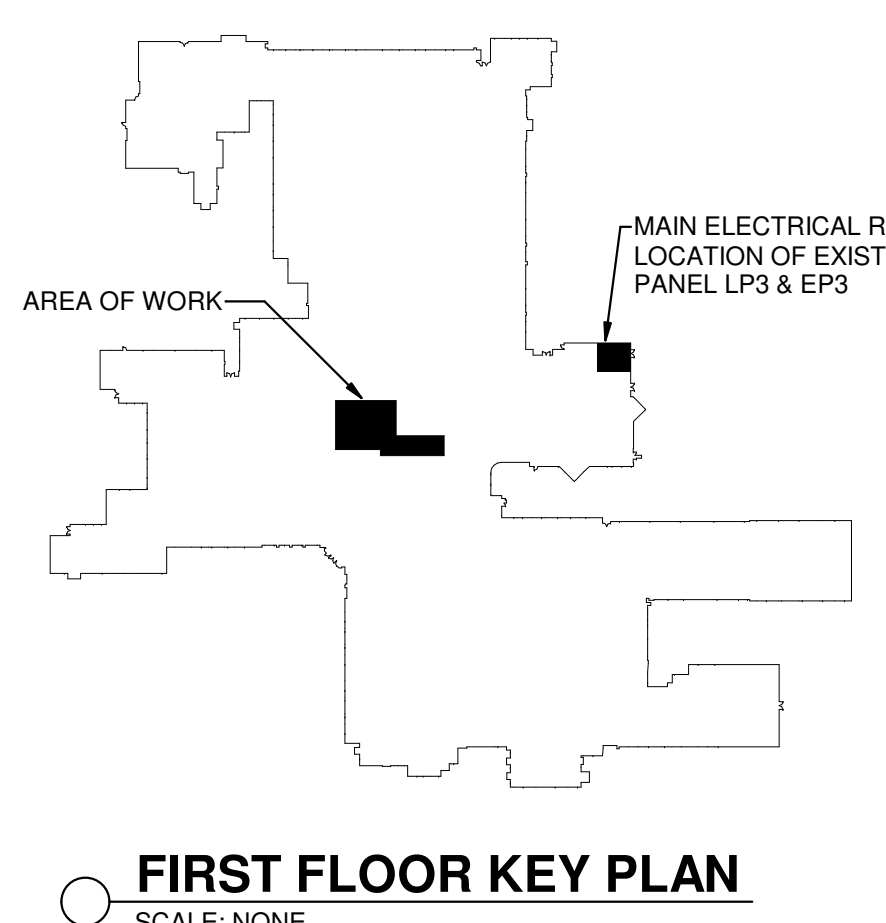 MAIN ELECTRICAL R
LOCATION OF EXIST
PANEL LP3 & EP3
AREA OF WORK
FIRST FLOOR KEY PLAN
SCALE: NONE